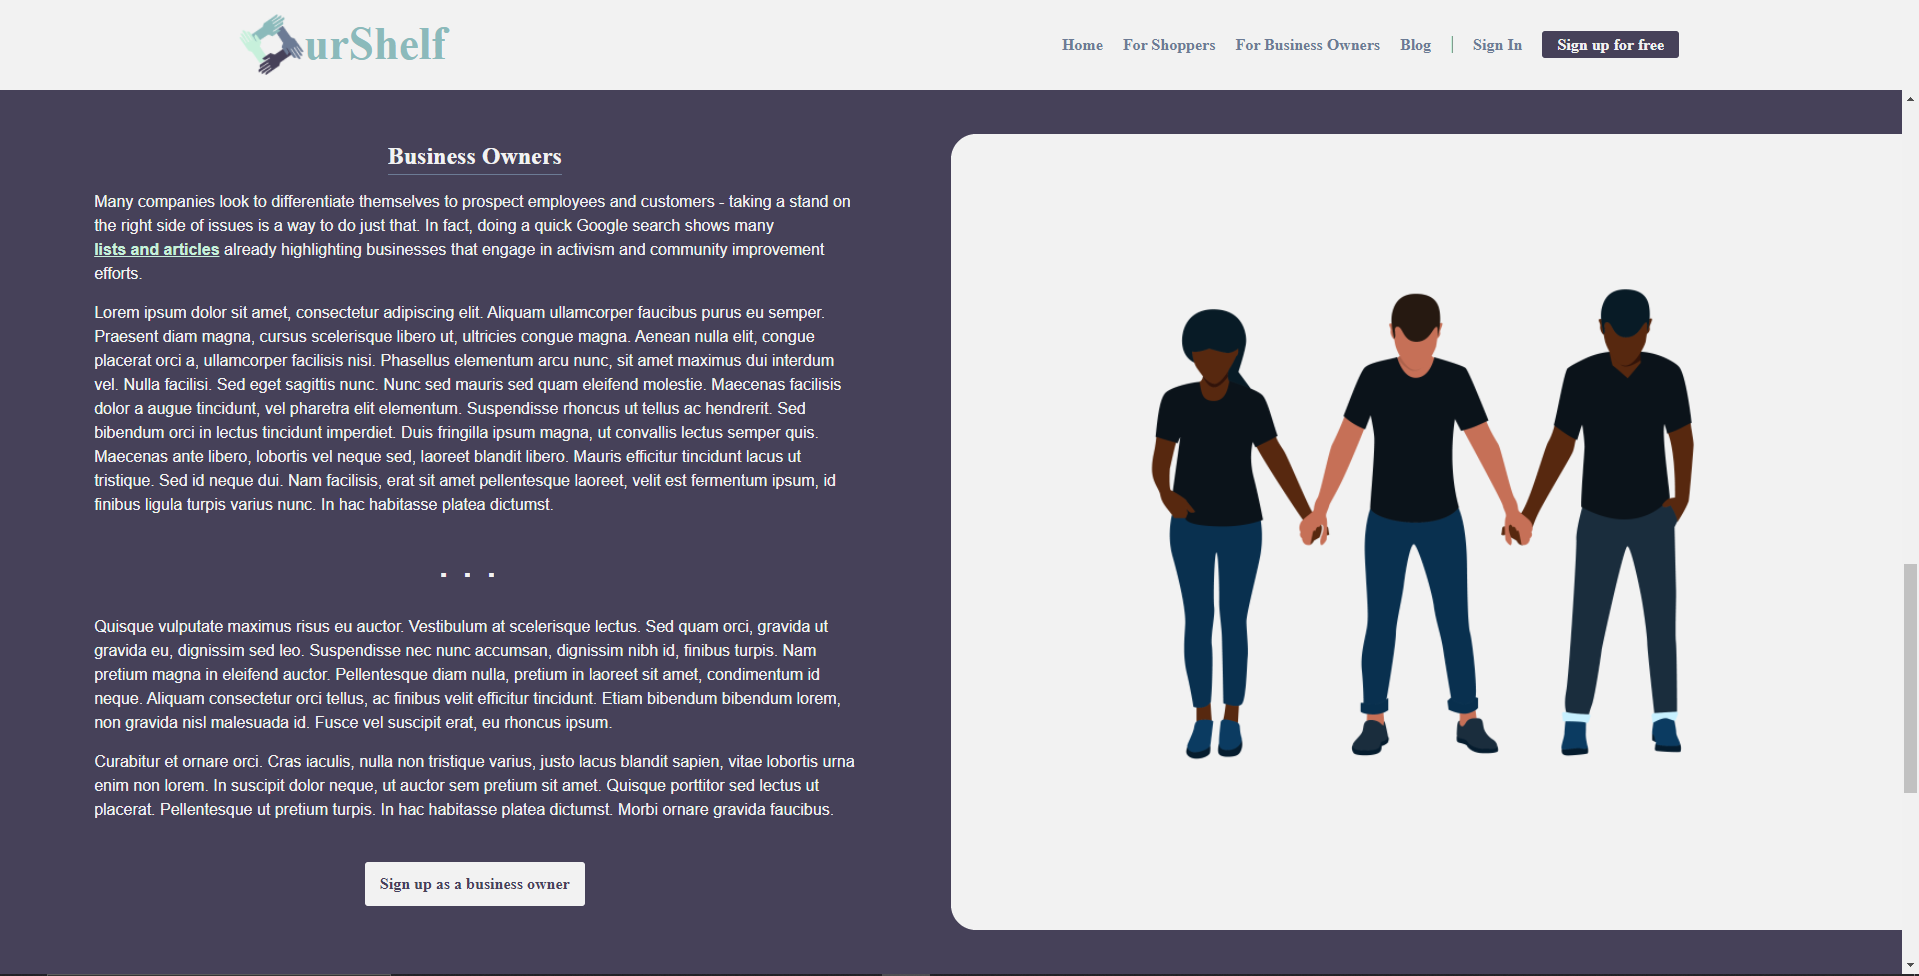 urShelf
Home For Shoppers For Business Owners Blog | Sign In Sign up for free
Business Owners
Many companies look to differentiate themselves to prospect employees and customers - taking a stand on
the right side of issues is a way to do just that. In fact, doing a quick Google search shows many
lists and articles already highlighting businesses that engage in activism and community improvement
efforts.
Lorem ipsum dolor sit amet, consectetur adipiscing elit. Aliquam ullamcorper faucibus purus eu semper.
Praesent diam magna, cursus scelerisque libero ut, ultricies congue magna. Aenean nulla elit, congue
placerat orci a, ullamcorper facilisis nisi. Phasellus elementum arcu nunc, sit amet maximus dui interdum
vel. Nulla facilisi. Sed eget sagittis nunc. Nunc sed mauris sed quam eleifend molestie. Maecenas facilisis
dolor a augue tincidunt, vel pharetra elit elementum. Suspendisse rhoncus ut tellus ac hendrerit. Sed
bibendum orci in lectus tincidunt imperdiet. Duis fringilla ipsum magna, ut convallis lectus semper quis.
Maecenas ante libero, lobortis vel neque sed, laoreet blandit libero. Mauris efficitur tincidunt lacus ut
tristique. Sed id neque dui. Nam facilisis, erat sit amet pellentesque laoreet, velit est fermentum ipsum, id
finibus ligula turpis varius nunc. In hac habitasse platea dictumst.
. . .
Quisque vulputate maximus risus eu auctor. Vestibulum at scelerisque lectus. Sed quam orci, gravida ut
gravida eu, dignissim sed leo. Suspendisse nec nunc accumsan, dignissim nibh id, finibus turpis. Nam
pretium magna in eleifend auctor. Pellentesque diam nulla, pretium in laoreet sit amet, condimentum id
neque. Aliquam consectetur orci tellus, ac finibus velit efficitur tincidunt. Etiam bibendum bibendum lorem,
non gravida nisl malesuada id. Fusce vel suscipit erat, eu rhoncus ipsum.
Curabitur et ornare orci. Cras iaculis, nulla non tristique varius, justo lacus blandit sapien, vitae lobortis urna
enim non lorem. In suscipit dolor neque, ut auctor sem pretium sit amet. Quisque porttitor sed lectus ut
placerat. Pellentesque ut pretium turpis. In hac habitasse platea dictumst. Morbi ornare gravida faucibus.
Sign up as a business owner